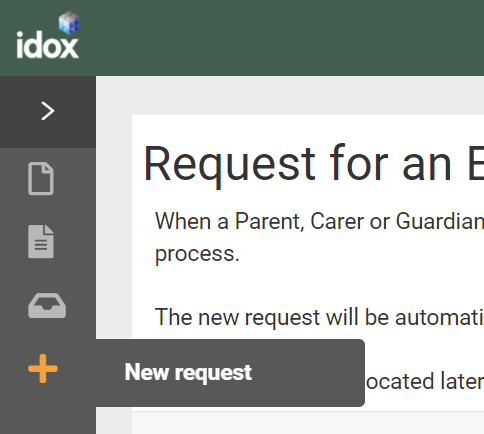 idox
Request for an E
When a Parent, Carer or Guardian
process.
The new request will be automati
New request
ocated later